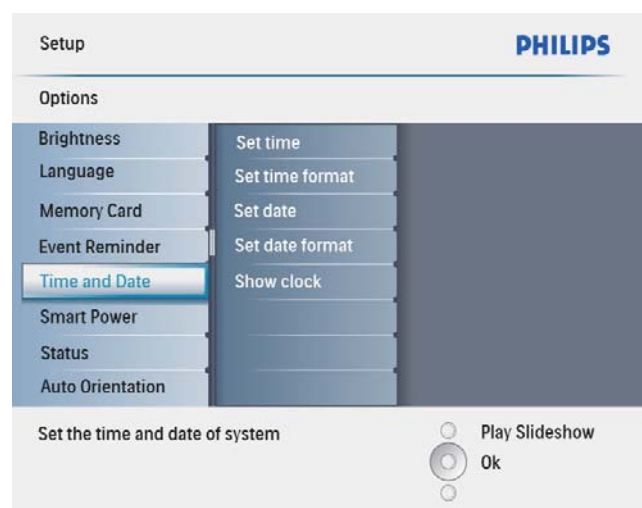 Setup
PHILIPS
Options
Brightness
Language
Memory Card
Event Reminder
Time and Date
Smart Power
Status
Auto Orientation
Set time
Set time format
Set date
Set date format
Show clock
Set the time and date of system
Play Slideshow
Ok